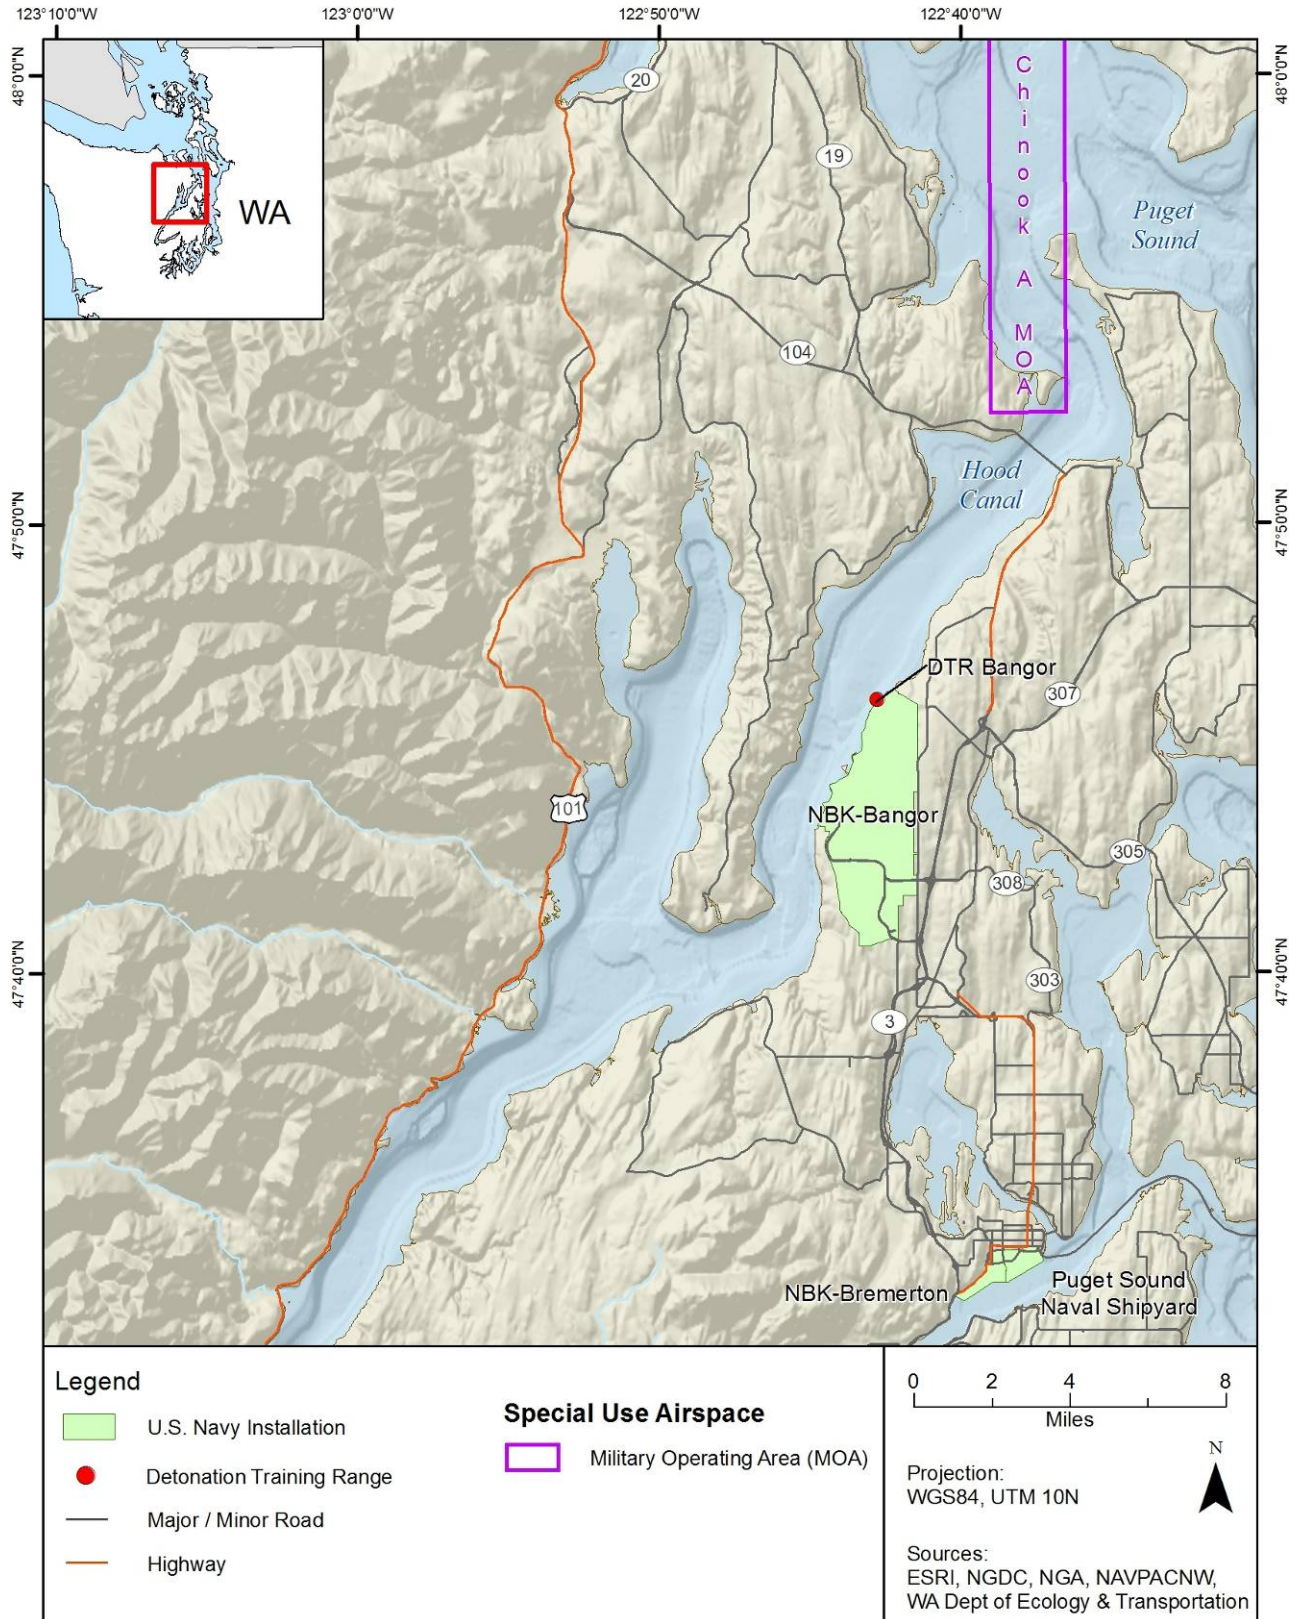 123°10'0"W
123°0'0"W
122°50'0"W
122°40'0"W
48°0'0"N
48°0'0"N
WA
20
19
Chinook A MOA
Puget
Sound
104
Hood
Canal
47°50'0"N
47°50'0"N
DTR Bangor
307
101
NBK-Bangor
305
308
47°40'0"N
47°40'0"N
303
3
NBK-Bremerton
Puget Sound
Naval Shipyard
Legend
U.S. Navy Installation
Detonation Training Range
Major / Minor Road
Highway
Special Use Airspace
Military Operating Area (MOA)
0 2 4 8
Miles
N
Projection:
WGS84, UTM 10N
Sources:
ESRI, NGDC, NGA, NAVPACNW,
WA Dept of Ecology & Transportation